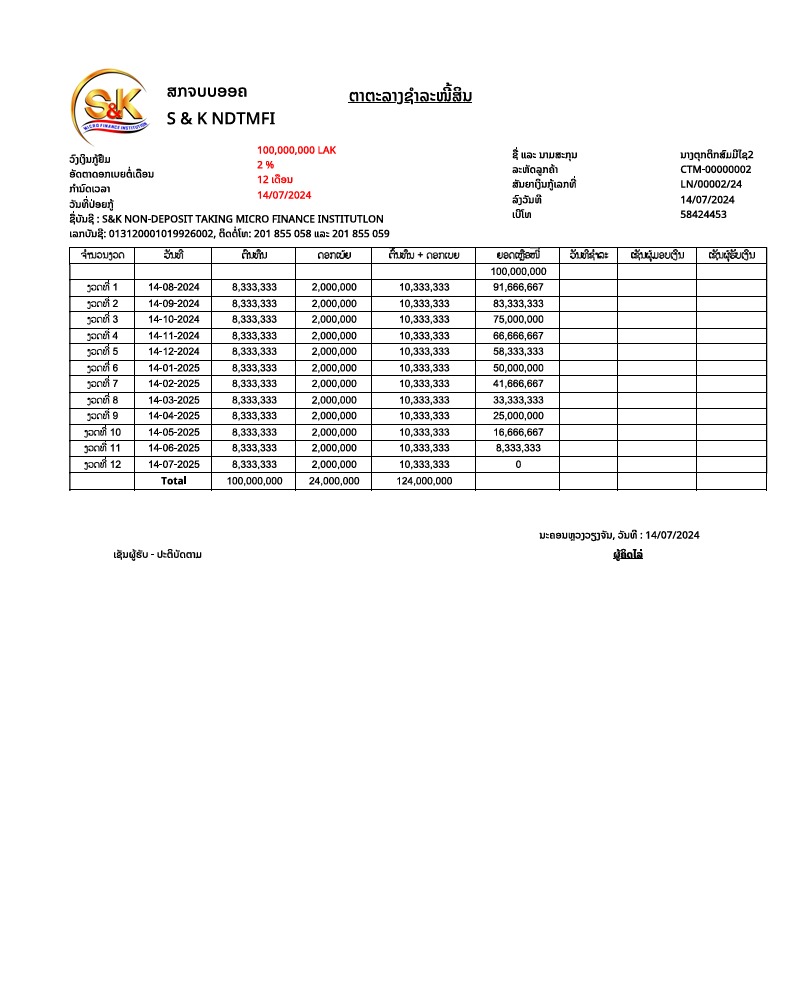 S&K
MICRO FINANCE INSTITUTION
ສກຈບບອອຄ
S & K NDTMFI
ຕາຕະລາງຊໍາລະໜີ້ສິນ
ວົງເງິນກູ້ຢືມ 100,000,000 LAK
ອັດຕາດອກເບຍຕໍ່ເດືອນ 2 %
ກໍານົດເວລາ 12 ເດືອນ
ວັນທີ່ປ່ອຍກູ້ 14/07/2024
ຊື່ ແລະ ນາມສະກຸນ ນາງຕຸກຕິກສົມມີໄຊ2
ລະຫັດລູກຄ້າ CTM-00000002
ສັນຍາເງິນກູ້ເລກທີ່ LN/00002/24
ລົງວັນທີ 14/07/2024
ເບີໂທ 58424453
ຊື່ບັນຊີ : S&K NON-DEPOSIT TAKING MICRO FINANCE INSTITUTLON
ເລກບັນຊີ: 013120001019926002, ຕິດຕໍ່ໂທ: 201 855 058 ແລະ 201 855 059
ຈໍານວນງວດ ວັນທີ ຕົ້ນທຶນ ດອກເບ້ຍ ຕົ້ນທຶນ + ດອກເບຍ ຍອດເຫຼືອໜີ້ ວັນທີຊໍາລະ ເຊັນຜູ້ມອບເງິນ ເຊັນຜູ້ຮັບເງິນ
100,000,000
ງວດທີ່ 1 14-08-2024 8,333,333 2,000,000 10,333,333 91,666,667
ງວດທີ່ 2 14-09-2024 8,333,333 2,000,000 10,333,333 83,333,333
ງວດທີ່ 3 14-10-2024 8,333,333 2,000,000 10,333,333 75,000,000
ງວດທີ່ 4 14-11-2024 8,333,333 2,000,000 10,333,333 66,666,667
ງວດທີ່ 5 14-12-2024 8,333,333 2,000,000 10,333,333 58,333,333
ງວດທີ່ 6 14-01-2025 8,333,333 2,000,000 10,333,333 50,000,000
ງວດທີ່ 7 14-02-2025 8,333,333 2,000,000 10,333,333 41,666,667
ງວດທີ່ 8 14-03-2025 8,333,333 2,000,000 10,333,333 33,333,333
ງວດທີ່ 9 14-04-2025 8,333,333 2,000,000 10,333,333 25,000,000
ງວດທີ່ 10 14-05-2025 8,333,333 2,000,000 10,333,333 16,666,667
ງວດທີ່ 11 14-06-2025 8,333,333 2,000,000 10,333,333 8,333,333
ງວດທີ່ 12 14-07-2025 8,333,333 2,000,000 10,333,333 0
Total 100,000,000 24,000,000 124,000,000
ນະຄອນຫຼວງວຽງຈັນ, ວັນທີ : 14/07/2024
ເຊັນຜູ້ຮັບ - ປະຕິບັດຕາມ ຜູ້ຄິດໄລ່